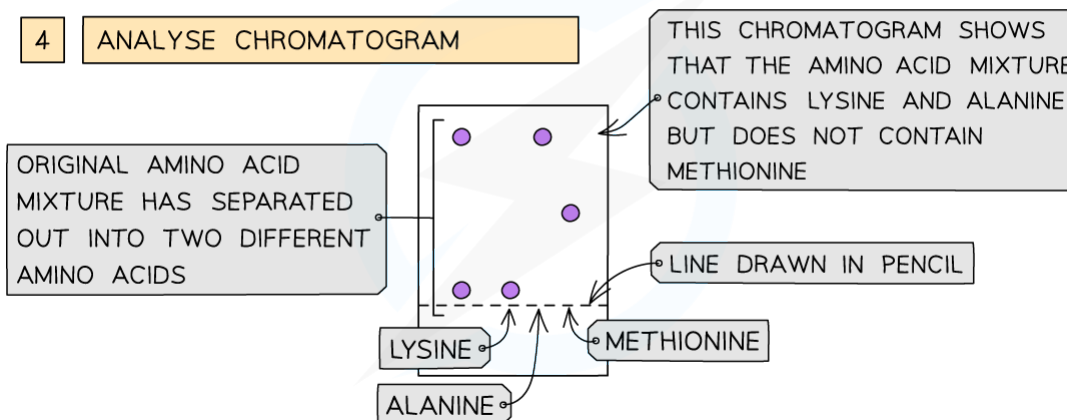 4 ANALYSE CHROMATOGRAM
THIS CHROMATOGRAM SHOWS
THAT THE AMINO ACID MIXTURE
CONTAINS LYSINE AND ALANINE
BUT DOES NOT CONTAIN
METHIONINE
ORIGINAL AMINO ACID
MIXTURE HAS SEPARATED
OUT INTO TWO DIFFERENT
AMINO ACIDS
LINE DRAWN IN PENCIL
LYSINE
METHIONINE
ALANINE